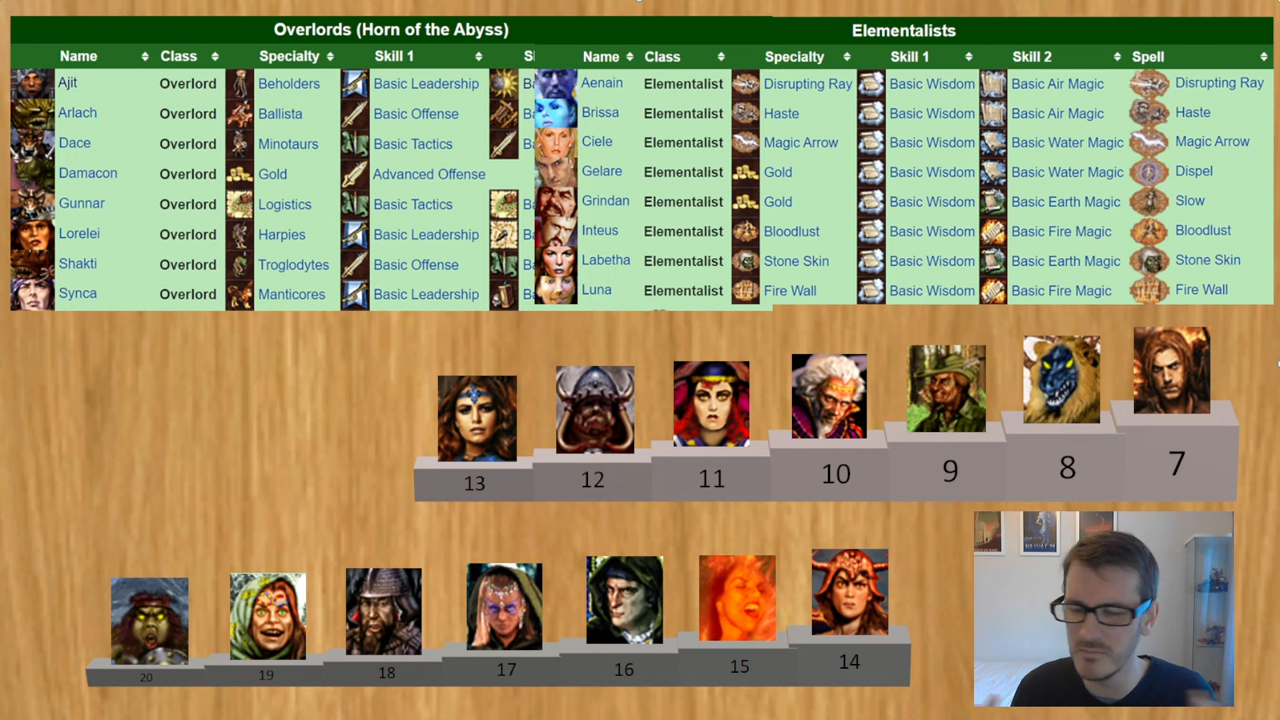 Overlords (Horn of the Abyss)
Name Class Specialty Skill 1
Ajit Overlord Beholders Basic Leadership
Arlach Overlord Ballista Basic Offense
Dace Overlord Minotaurs Basic Tactics
Damacon Overlord Gold Advanced Offense
Gunnar Overlord Logistics Basic Tactics
Lorelei Overlord Harpies Basic Leadership
Shakti Overlord Troglodytes Basic Offense
Synca Overlord Manticores Basic Leadership
Elementalists
Name Class Specialty Skill 1 Skill 2 Spell
Aenain Elementalist Disrupting Ray Basic Wisdom Basic Air Magic Disrupting Ray
Brissa Elementalist Haste Basic Wisdom Basic Air Magic Haste
Ciele Elementalist Magic Arrow Basic Wisdom Basic Water Magic Magic Arrow
Gelare Elementalist Gold Basic Wisdom Basic Water Magic Dispel
Grindan Elementalist Gold Basic Wisdom Basic Earth Magic Slow
Inteus Elementalist Bloodlust Basic Wisdom Basic Fire Magic Bloodlust
Labetha Elementalist Stone Skin Basic Wisdom Basic Earth Magic Stone Skin
Luna Elementalist Fire Wall Basic Wisdom Basic Fire Magic Fire Wall
13 12 11 10 9 8 7
20 19 18 17 16 15 14